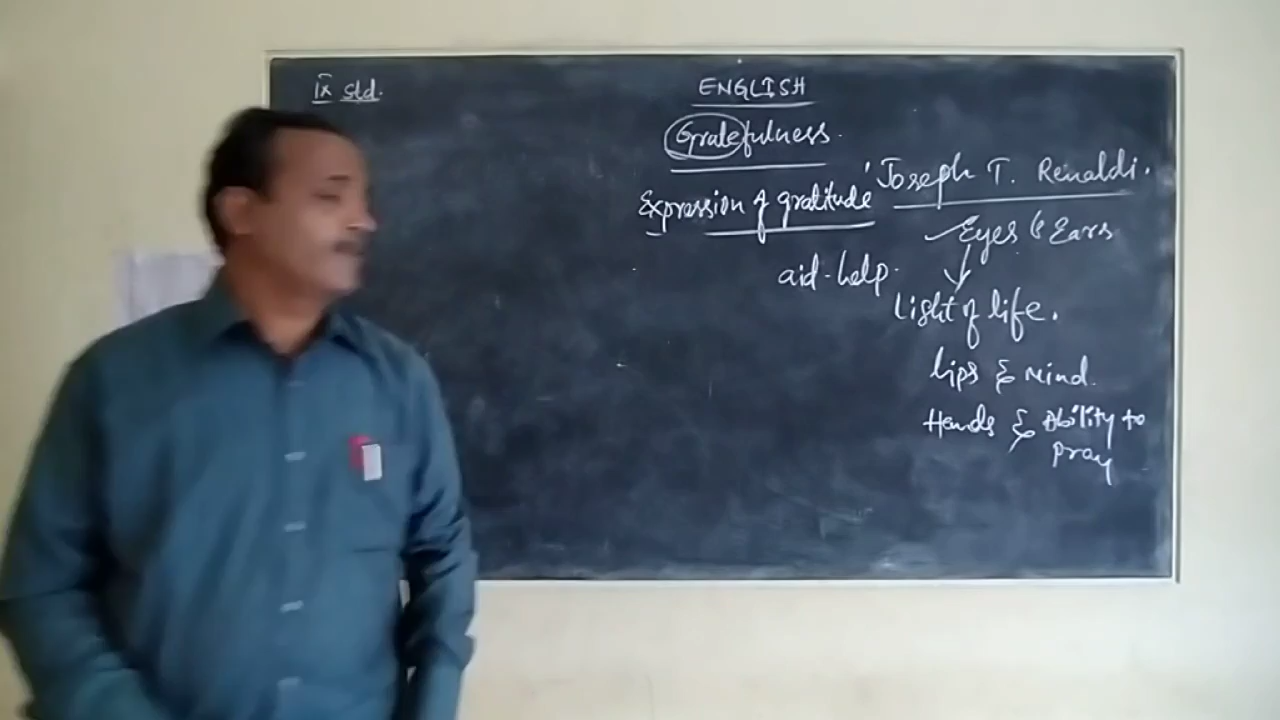 IX Std.
ENGLISH
Gratefulness.
'Joseph T. Rinaldi.
Expression of gratitude
Eyes & Ears
aid-help.
Light of life.
Lips & Mind.
Hands & Ability to
pray